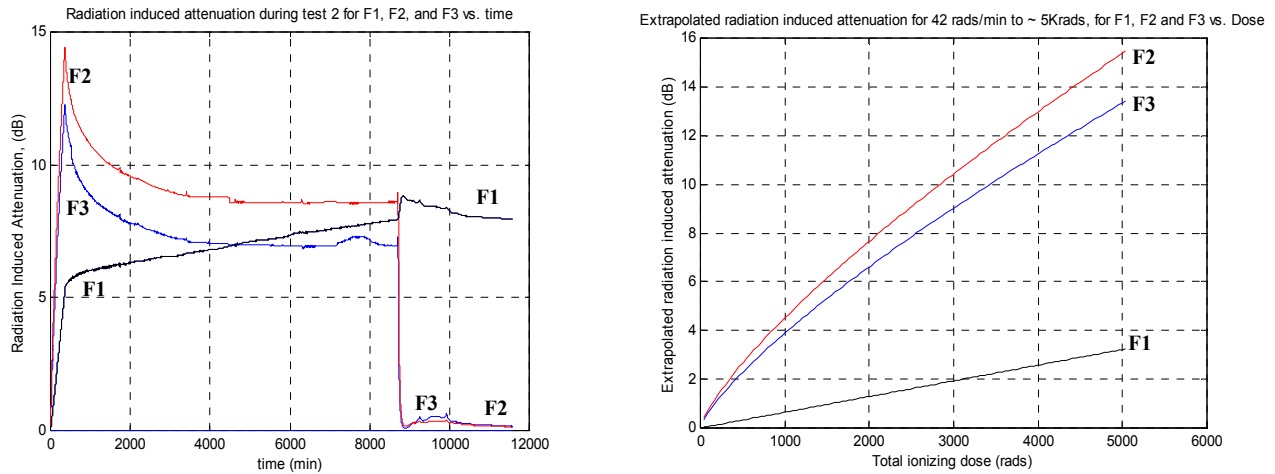 Radiation induced attenuation during test 2 for F1, F2, and F3 vs. time
15
10
5
0
Radiation Induced Attenuation, (dB)
F2
F3
F1
F1
F3
F2
0 2000 4000 6000 8000 10000 12000
time (min)
Extrapolated radiation induced attenuation for 42 rads/min to ~ 5Krads, for F1, F2 and F3 vs. Dose
16
14
12
10
8
6
4
2
0
Extrapolated radiation induced attenuation (dB)
F2
F3
F1
0 1000 2000 3000 4000 5000 6000
Total ionizing dose (rads)